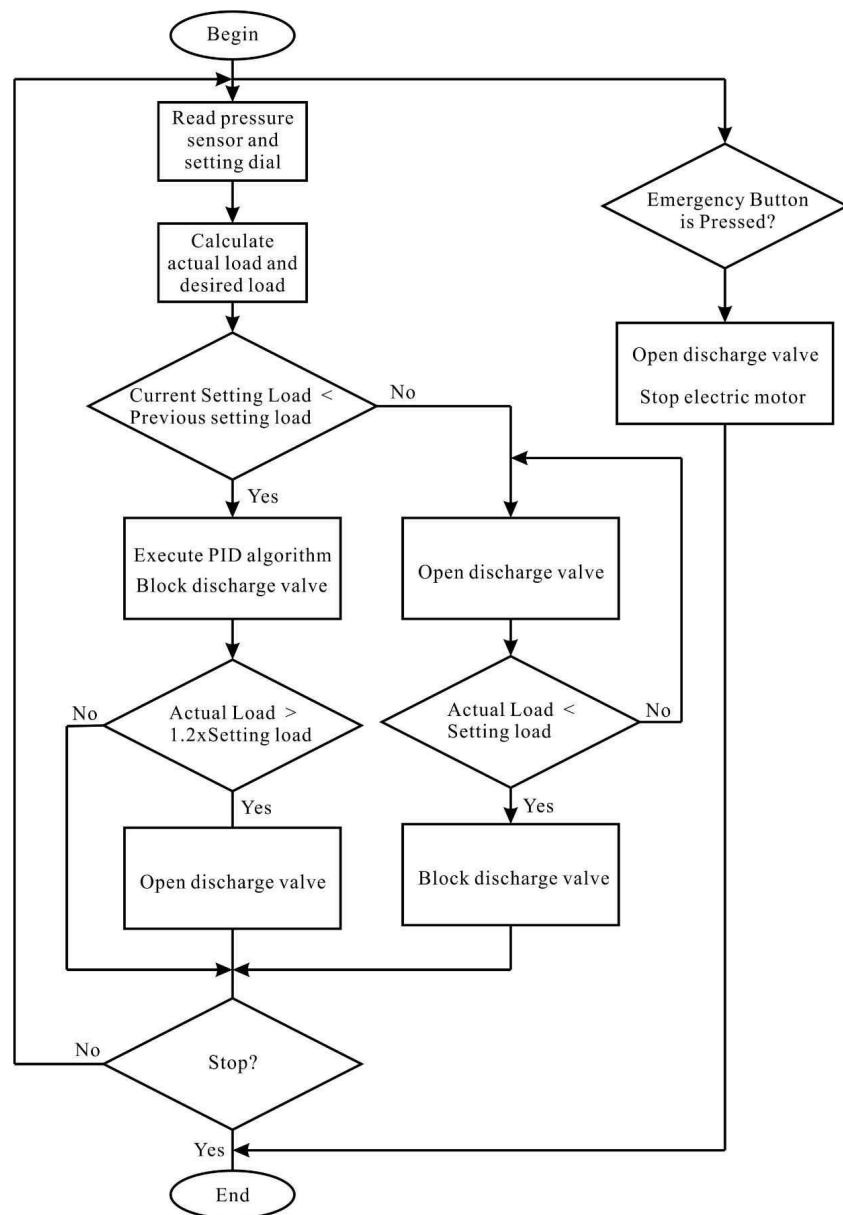 Begin
Read pressure
sensor and
setting dial
Emergency Button
is Pressed?
Calculate
actual load and
desired load
Open discharge valve
Stop electric motor
Current Setting Load <
Previous setting load
No
Yes
Execute PID algorithm
Block discharge valve
Open discharge valve
No
Actual Load >
1.2xSetting load
Actual Load <
Setting load
No
Yes
Yes
Open discharge valve
Block discharge valve
No
Stop?
Yes
End